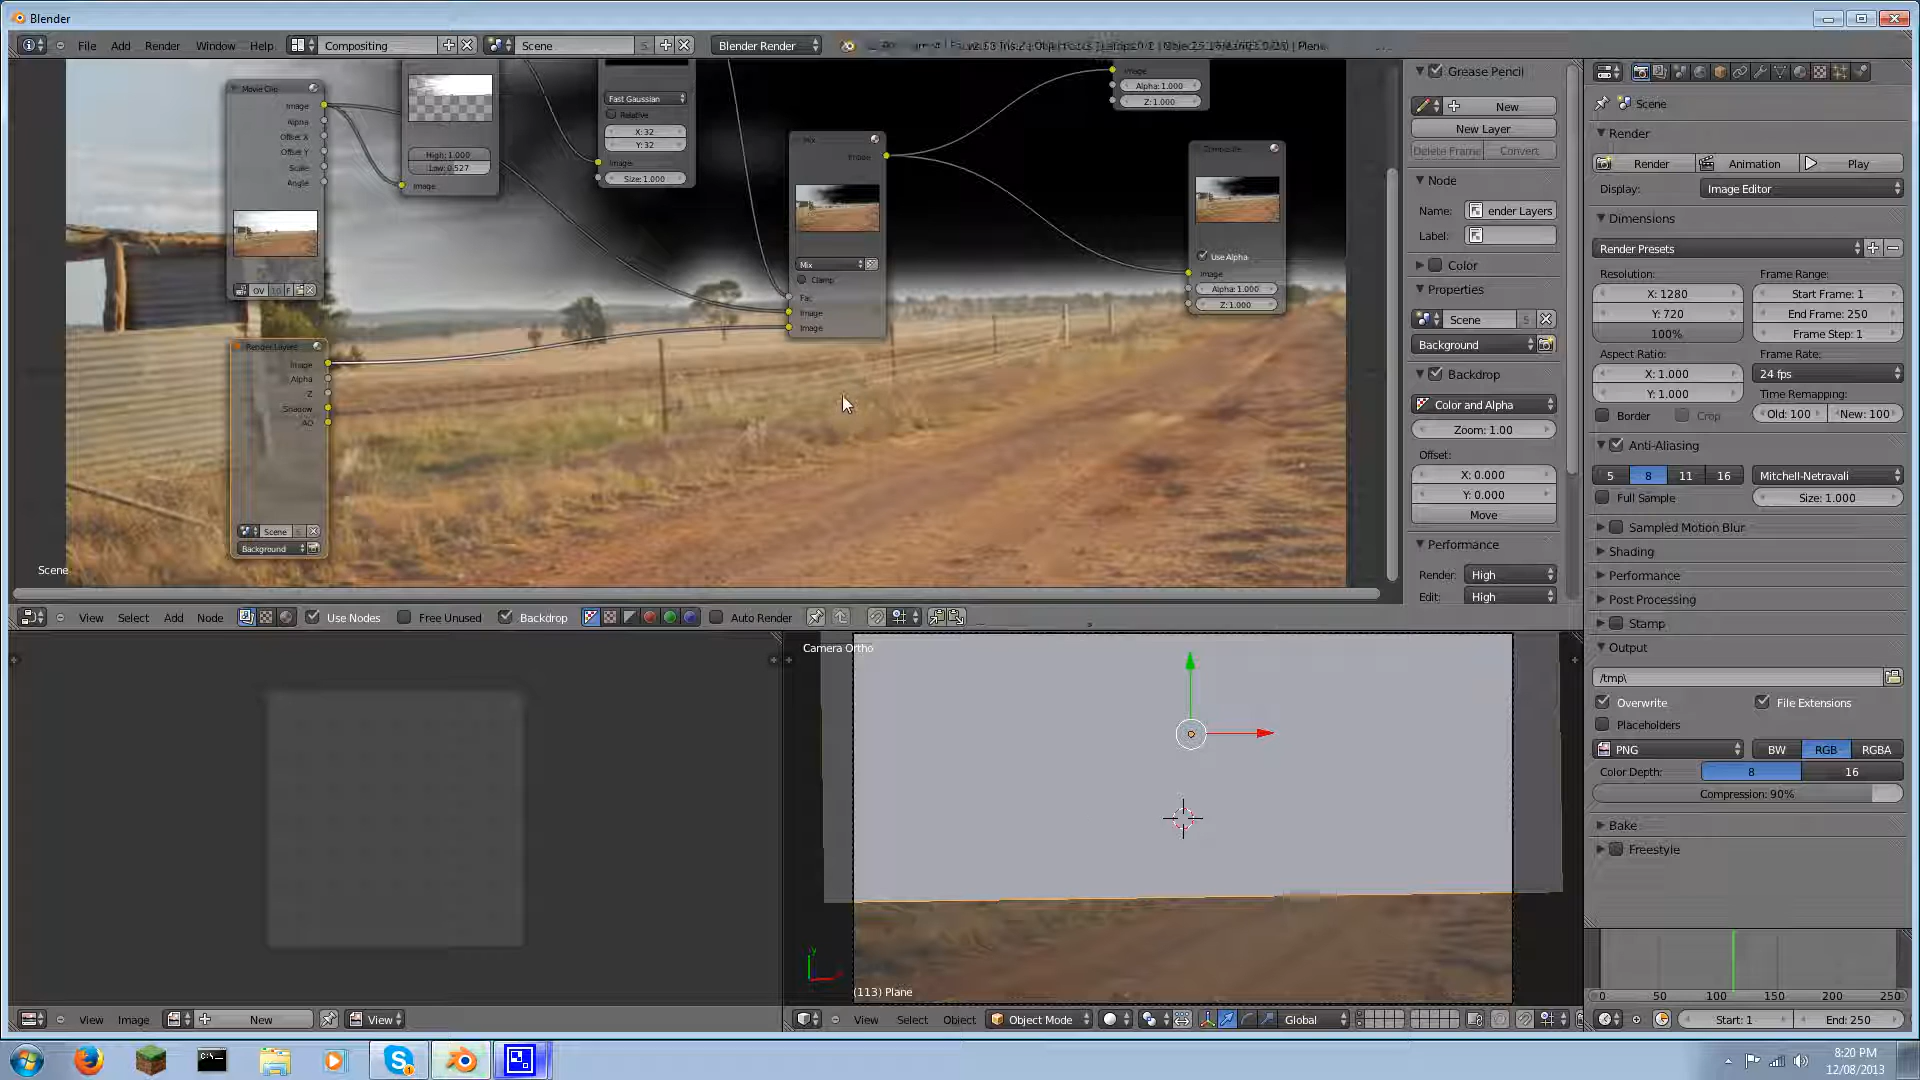 Blender
File Add Render Window Help Compositing Scene 5 Blender Render
Movie Clip
Image
Alpha
Offset X
Offset Y
Scale
Angle
OV 10 F
High: 1.000
Low: 0.527
Image
Fast Gaussian
Relative
X: 32
Y: 32
Image
Size: 1.000
Mix
Image
Mix
Clamp
Fac
Image
Image
Image
Alpha: 1.000
Z: 1.000
Composite
Use Alpha
Image
Alpha: 1.000
Z: 1.000
Render Layers
Image
Alpha
Z
Shadow
AO
Scene 5
Background
Scene
Grease Pencil
New
New Layer
Delete Frame Convert
Node
Name: ender Layers
Label:
Color
Properties
Scene 5
Background
Backdrop
Color and Alpha
Zoom: 1.00
Offset:
X: 0.000
Y: 0.000
Move
Performance
Render: High
Edit: High
Scene
Render
Render Animation Play
Display: Image Editor
Dimensions
Render Presets
Resolution: Frame Range:
X: 1280 Start Frame: 1
Y: 720 End Frame: 250
100% Frame Step: 1
Aspect Ratio: Frame Rate:
X: 1.000 24 fps
Y: 1.000 Time Remapping:
Border Crop Old: 100 New: 100
Anti-Aliasing
5 8 11 16 Mitchell-Netravali
Full Sample Size: 1.000
Sampled Motion Blur
Shading
Performance
Post Processing
Stamp
Output
/tmp\
Overwrite File Extensions
Placeholders
PNG BW RGB RGBA
Color Depth: 8 16
Compression: 90%
Bake
Freestyle
View Select Add Node Use Nodes Free Unused Backdrop Auto Render
Camera Ortho
(113) Plane
View Image New View
View Select Object Object Mode Global
0 50 100 150 200 250
Start: 1 End: 250
8:20 PM
12/08/2013